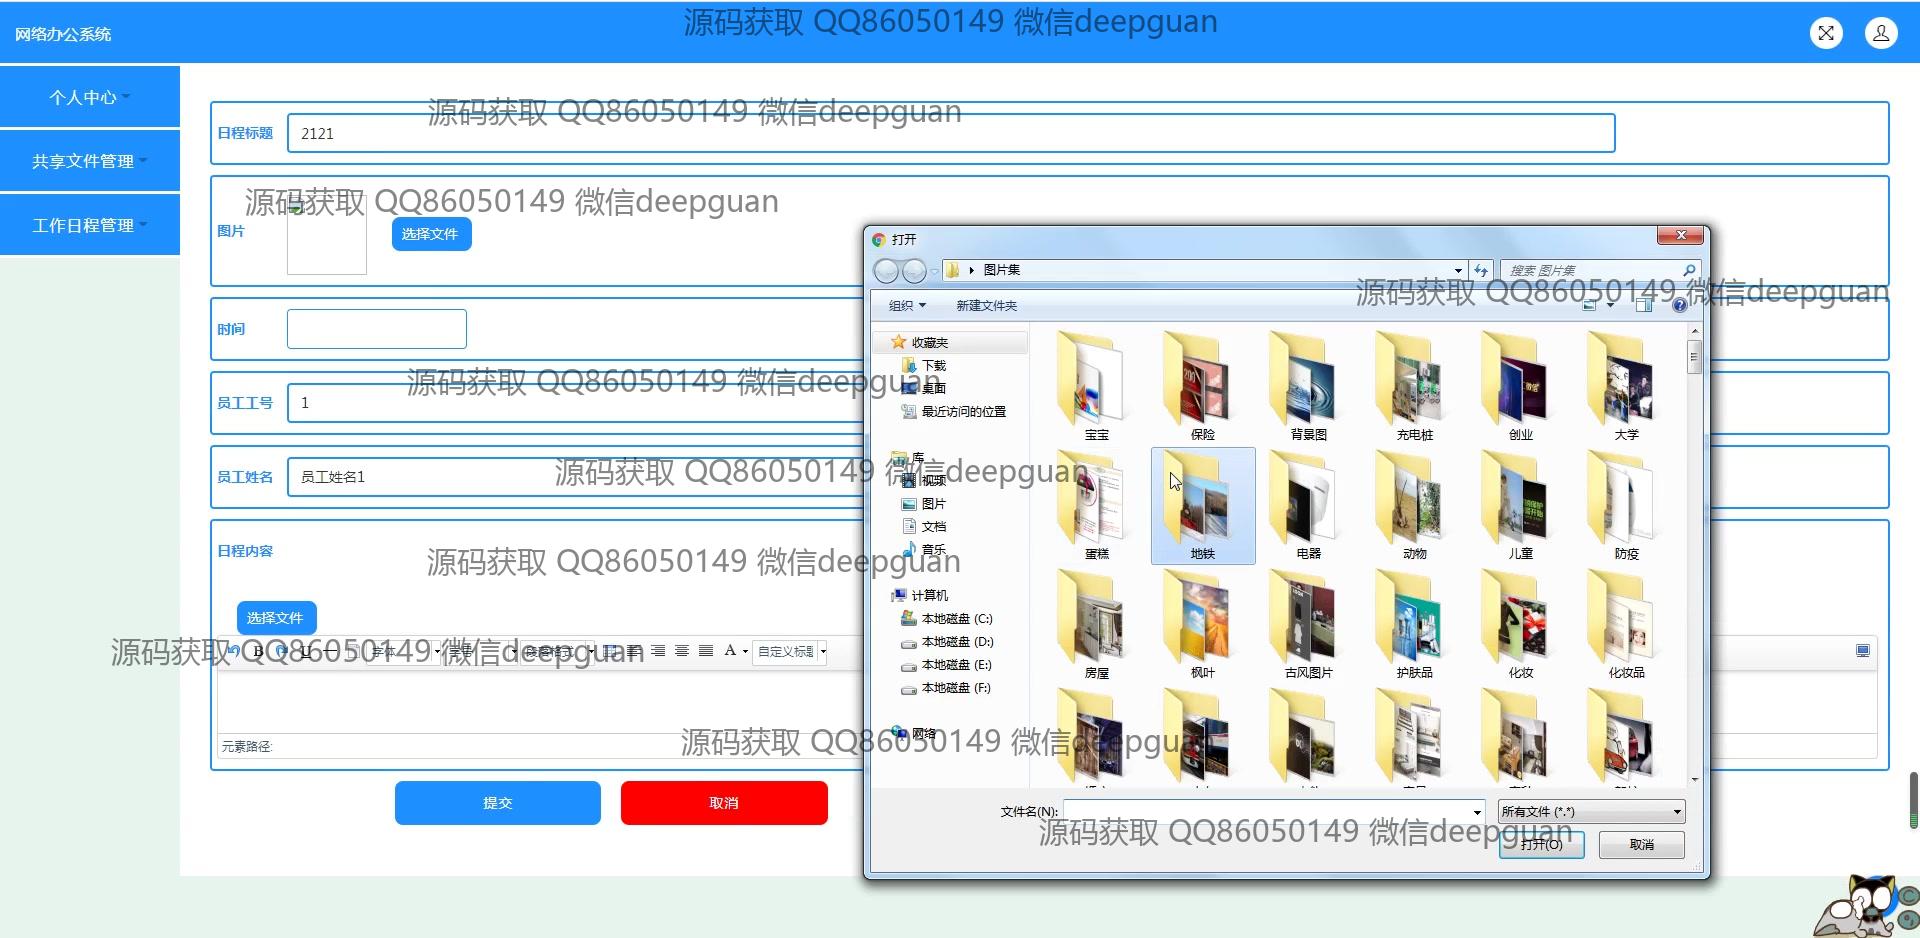 源码获取 QQ86050149 微信deepguan
网络办公系统
个人中心
共享文件管理
工作日程管理
源码获取 QQ86050149 微信deepguan
日程标题
2121
源码获取 QQ86050149 微信deepguan
图片
选择文件
时间
员工工号
1
源码获取 QQ86050149 微信deepguan
员工姓名
员工姓名1
源码获取 QQ86050149 微信deepguan
日程内容
源码获取 QQ86050149 微信deepguan
选择文件
源码获取 QQ86050149 微信deepguan
B
U
字体
段落格式
A
自定义标题
元素路径:
源码获取 QQ86050149 微信deepguan
提交
取消
打开
图片集
搜索 图片集
源码获取 QQ86050149 微信deepguan
组织
新建文件夹
收藏夹
下载
桌面
最近访问的位置
库
视频
图片
文档
音乐
计算机
本地磁盘 (C:)
本地磁盘 (D:)
本地磁盘 (E:)
本地磁盘 (F:)
网络
宝宝 保险 背景图 充电桩 创业 大学
蛋糕 地铁 电器 动物 儿童 防疫
房屋 枫叶 古风图片 护肤品 化妆 化妆品
文件名(N):
所有文件 (*.*)
源码获取 QQ86050149 微信deepguan
打开(O)
取消